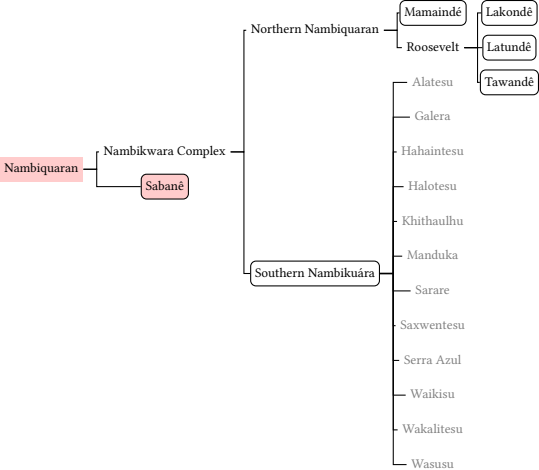 Mamaindé
Lakondê
Northern Nambiquaran
Roosevelt
Latundê
Tawandê
Alatesu
Galera
Hahaintesu
Nambikwara Complex
Nambiquaran
Sabanê
Halotesu
Khithaulhu
Manduka
Southern Nambikuára
Sarare
Saxwentesu
Serra Azul
Waikisu
Wakalitesu
Wasusu